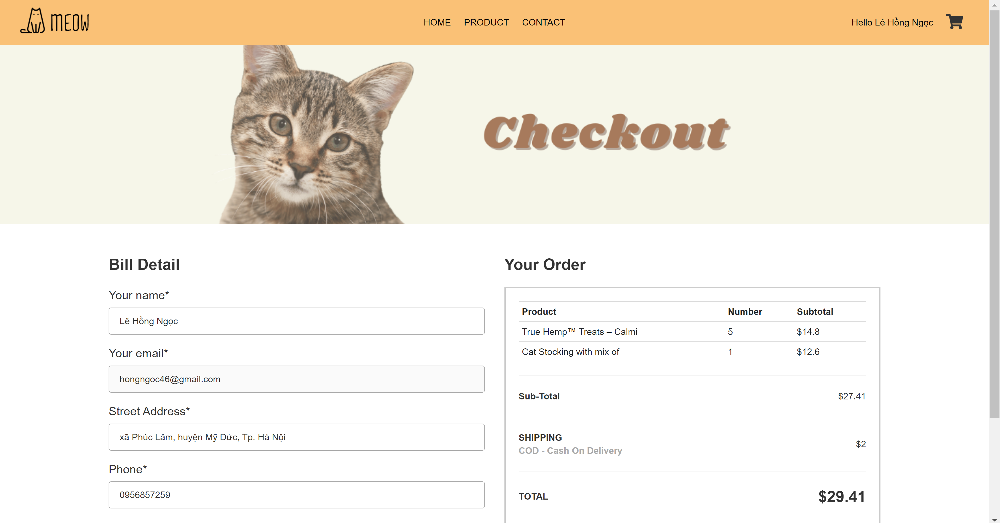 MEOW
HOME PRODUCT CONTACT
Hello Lê Hồng Ngọc
Checkout
Bill Detail
Your name*
Lê Hồng Ngọc
Your email*
hongngoc46@gmail.com
Street Address*
xã Phúc Lâm, huyện Mỹ Đức, Tp. Hà Nội
Phone*
0956857259
Your Order
Product Number Subtotal
True Hemp™ Treats – Calmi 5 $14.8
Cat Stocking with mix of 1 $12.6
Sub-Total $27.41
SHIPPING
COD - Cash On Delivery
$2
TOTAL $29.41